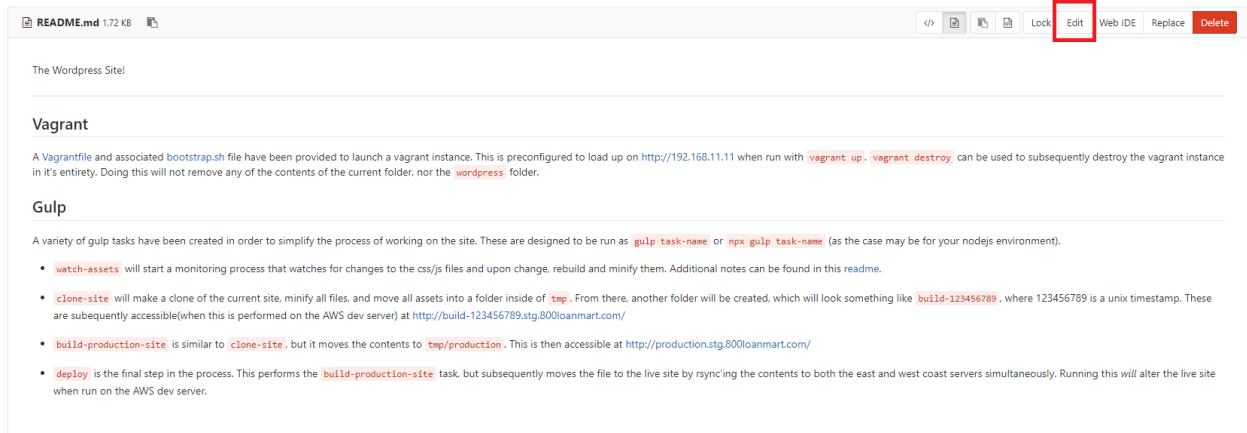 README.md 1.72 KB
Lock Edit Web IDE Replace Delete
The Wordpress Site!
Vagrant
A Vagrantfile and associated bootstrap.sh file have been provided to launch a vagrant instance. This is preconfigured to load up on http://192.168.11.11 when run with vagrant up. vagrant destroy can be used to subsequently destroy the vagrant instance
in it's entirety. Doing this will not remove any of the contents of the current folder, nor the wordpress folder.
Gulp
A variety of gulp tasks have been created in order to simplify the process of working on the site. These are designed to be run as gulp task-name or npx gulp task-name (as the case may be for your nodejs environment).
watch-assets will start a monitoring process that watches for changes to the css/js files and upon change, rebuild and minify them. Additional notes can be found in this readme.
clone-site will make a clone of the current site, minify all files, and move all assets into a folder inside of tmp. From there, another folder will be created, which will look something like build-123456789, where 123456789 is a unix timestamp. These
are subequently accessible(when this is performed on the AWS dev server) at http://build-123456789.stg.800loanmart.com/
build-production-site is similar to clone-site, but it moves the contents to tmp/production. This is then accessible at http://production.stg.800loanmart.com/
deploy is the final step in the process. This performs the build-production-site task, but subsequently moves the file to the live site by rsync'ing the contents to both the east and west coast servers simultaneously. Running this will alter the live site
when run on the AWS dev server.